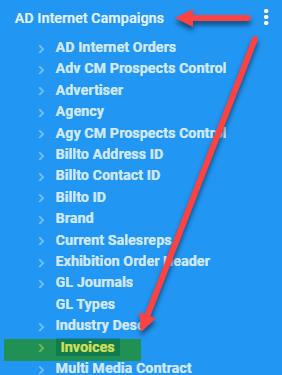 AD Internet Campaigns
AD Internet Orders
Adv CM Prospects Control
Advertiser
Agency
Agy CM Prospects Control
Billto Address ID
Billto Contact ID
Billto ID
Brand
Current Salesreps
Exhibition Order Header
GL Journals
GL Types
Industry Desc
Invoices
Multi Media Contract